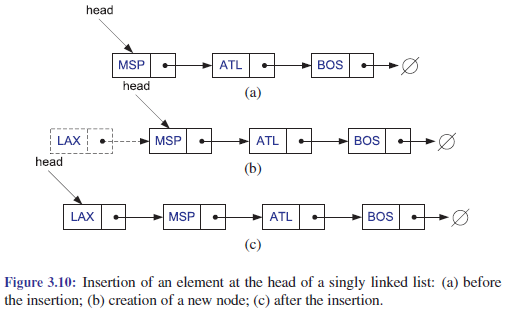 head
MSP ATL BOS ∅
(a)
head
LAX MSP ATL BOS ∅
(b)
head
LAX MSP ATL BOS ∅
(c)
Figure 3.10: Insertion of an element at the head of a singly linked list: (a) before
the insertion; (b) creation of a new node; (c) after the insertion.